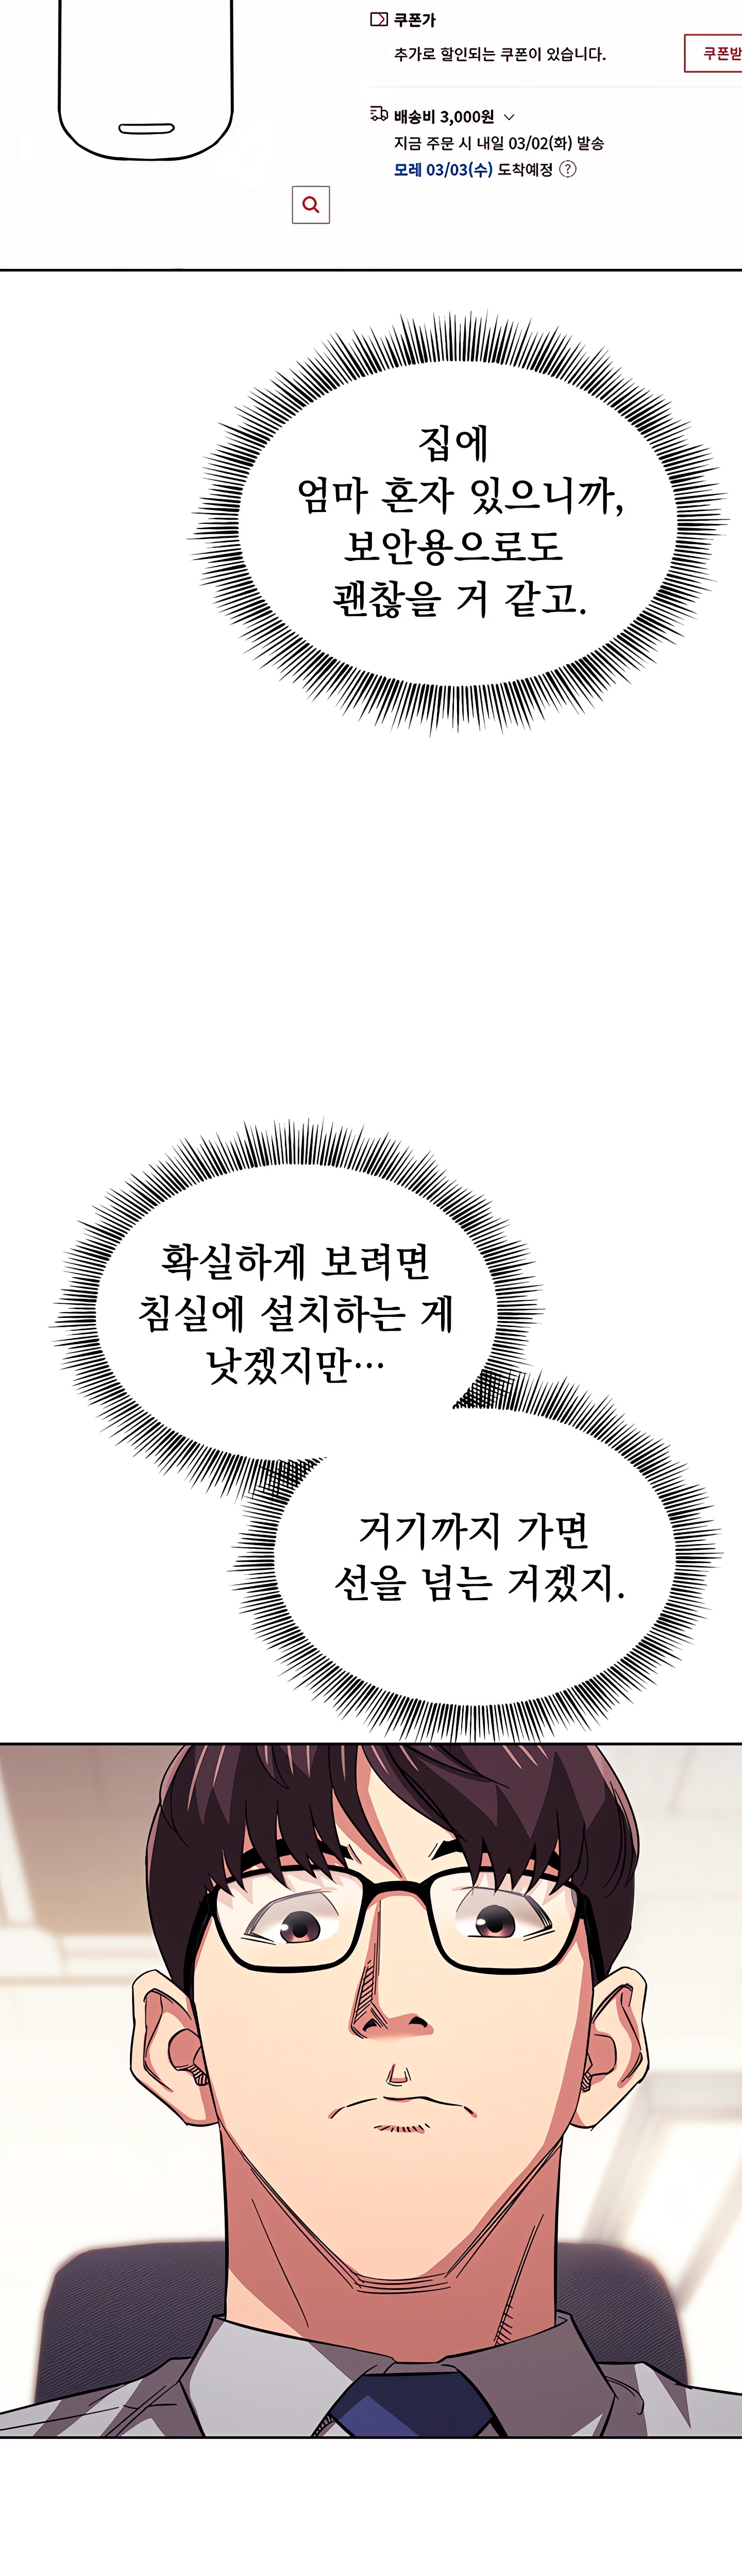 쿠폰가
추가로 할인되는 쿠폰이 있습니다.
쿠폰받
배송비 3,000원
지금 주문 시 내일 03/02(화) 발송
모레 03/03(수) 도착예정 ?
집에
엄마 혼자 있으니까,
보안용으로도
괜찮을 거 같고.
확실하게 보려면
침실에 설치하는 게
낫겠지만…
거기까지 가면
선을 넘는 거겠지.